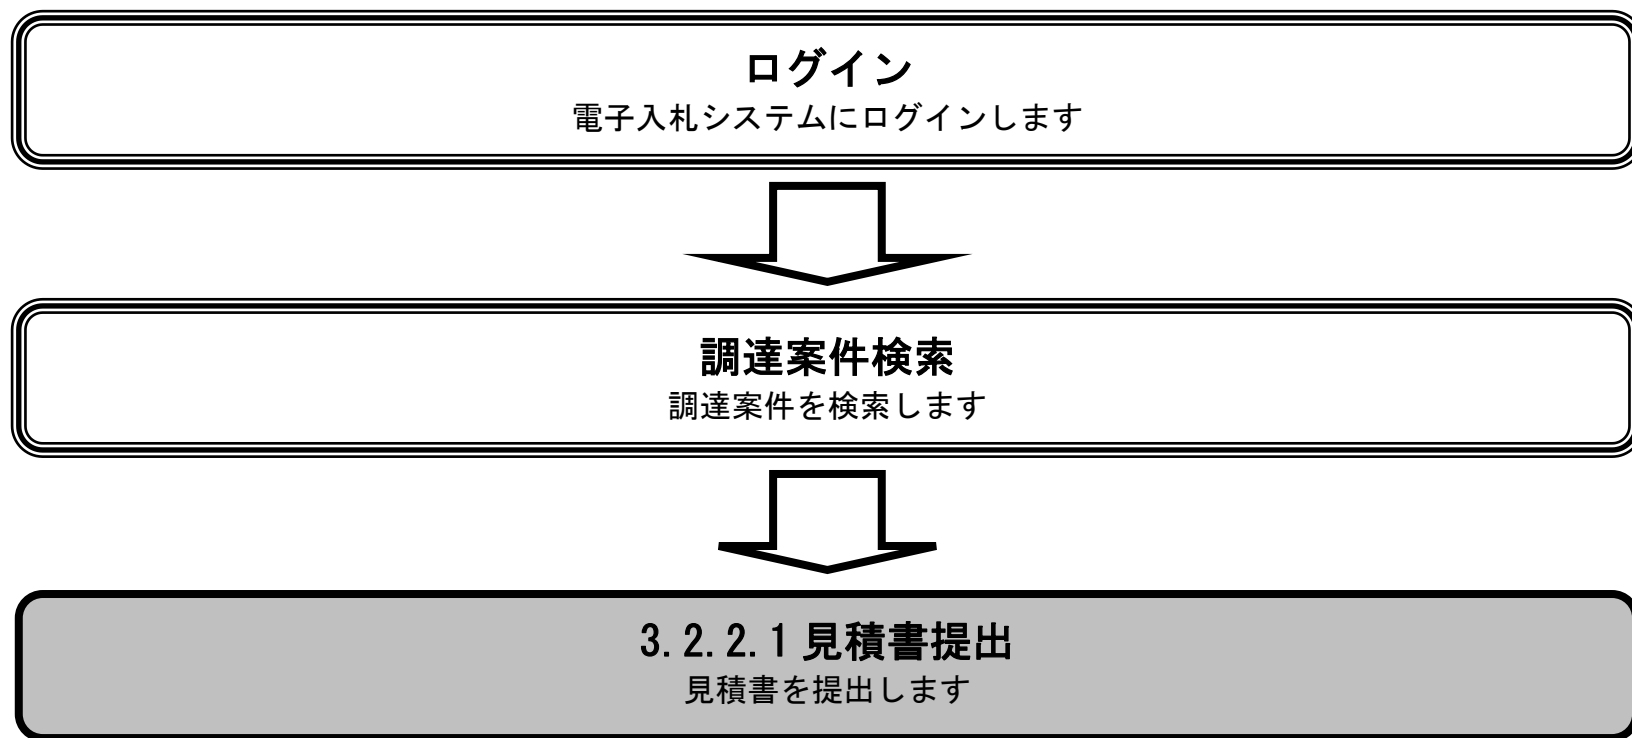 ログイン
電子入札システムにログインします
調達案件検索
調達案件を検索します
3.2.2.1見積書提出
見積書を提出します